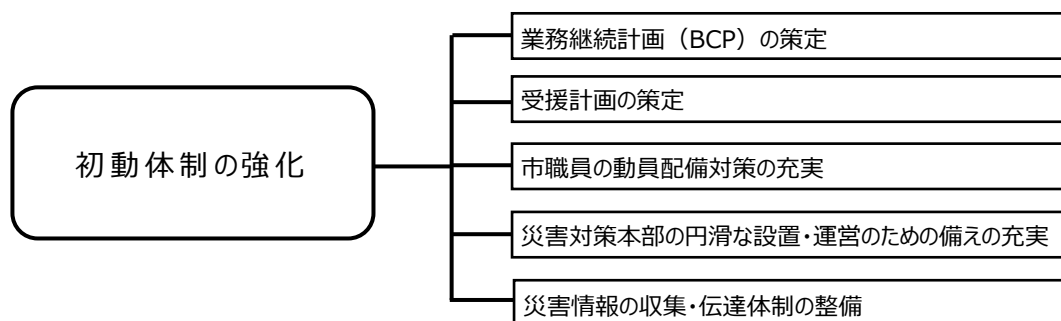 初動体制の強化
業務継続計画（BCP）の策定
受援計画の策定
市職員の動員配備対策の充実
災害対策本部の円滑な設置・運営のための備えの充実
災害情報の収集・伝達体制の整備